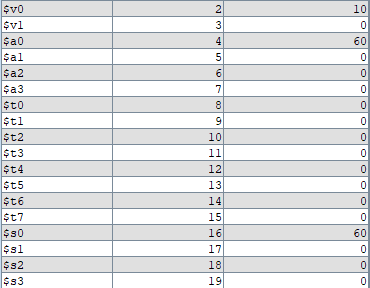 $v0 2 10
$v1 3 0
$a0 4 60
$a1 5 0
$a2 6 0
$a3 7 0
$t0 8 0
$t1 9 0
$t2 10 0
$t3 11 0
$t4 12 0
$t5 13 0
$t6 14 0
$t7 15 0
$s0 16 60
$s1 17 0
$s2 18 0
$s3 19 0